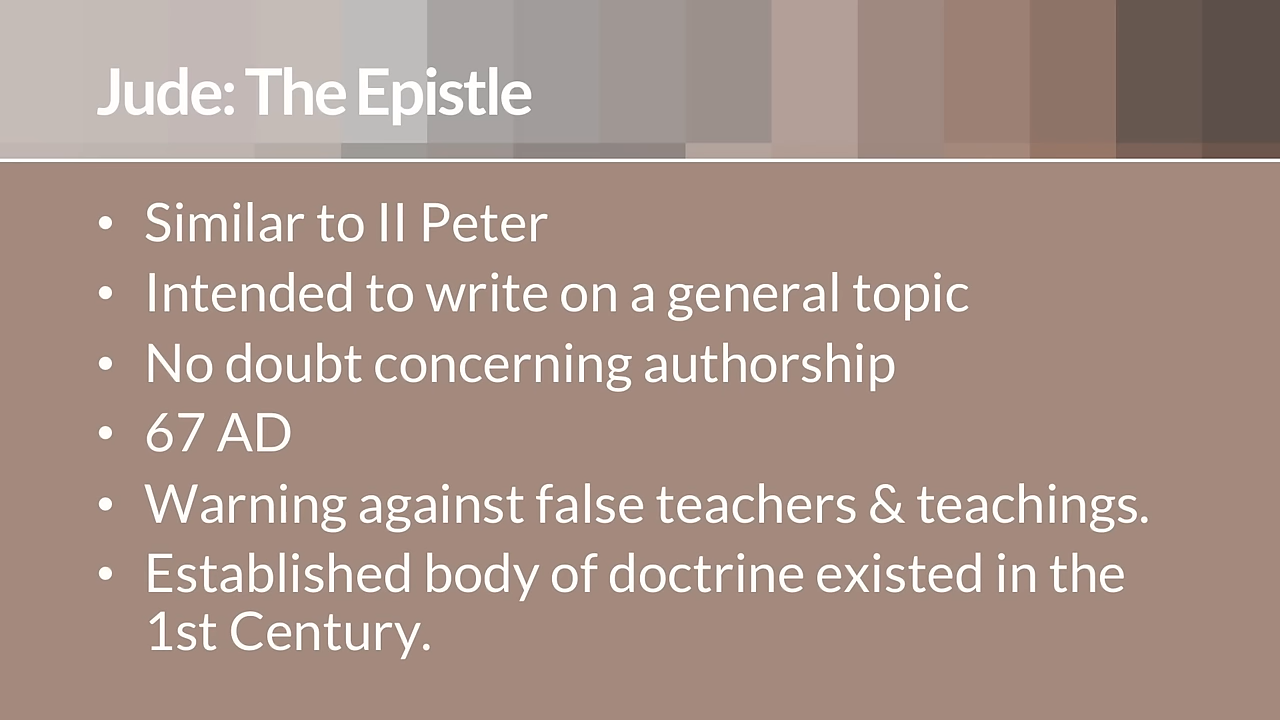 Jude: The Epistle
• Similar to II Peter
• Intended to write on a general topic
• No doubt concerning authorship
• 67 AD
• Warning against false teachers & teachings.
• Established body of doctrine existed in the
1st Century.